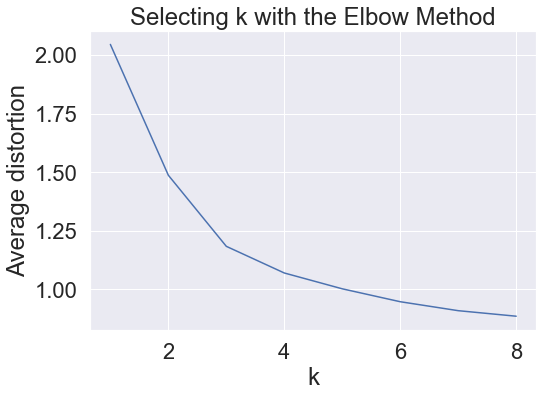 Selecting k with the Elbow Method
2.00
1.75
1.50
1.25
1.00
Average distortion
2 4 6 8
k